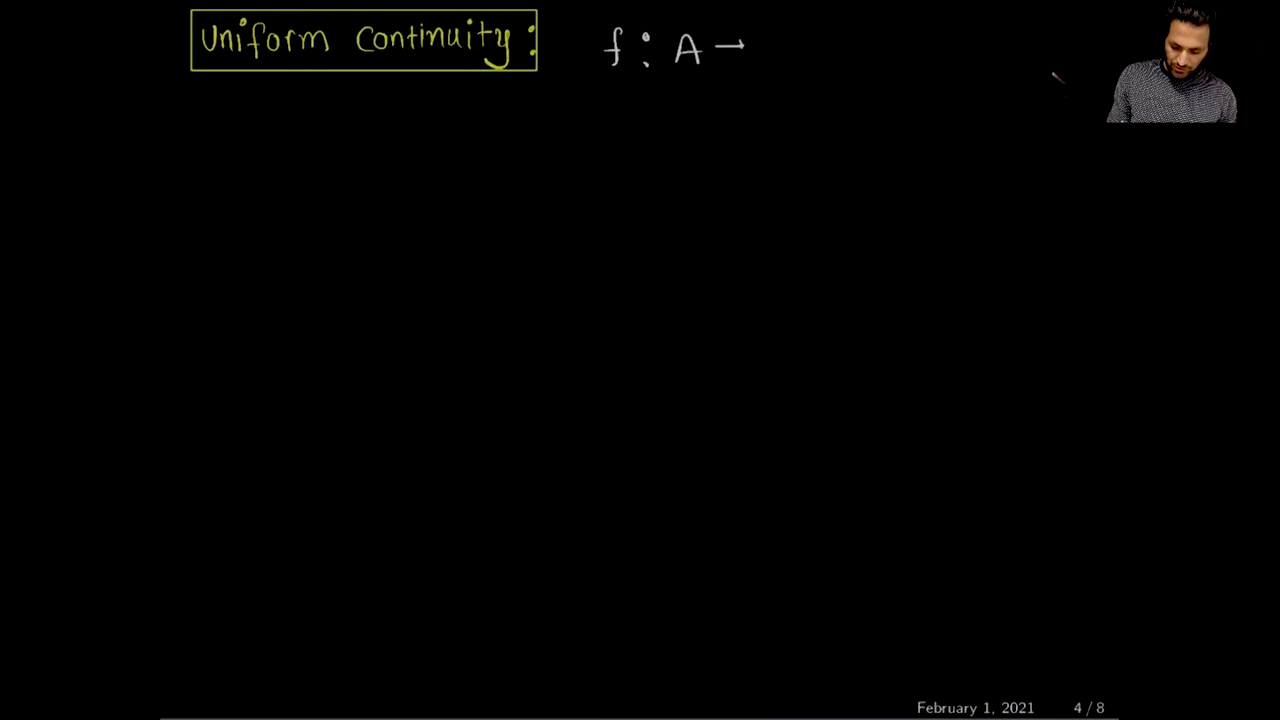 Uniform Continuity: f: A →
February 1, 2021 4 / 8